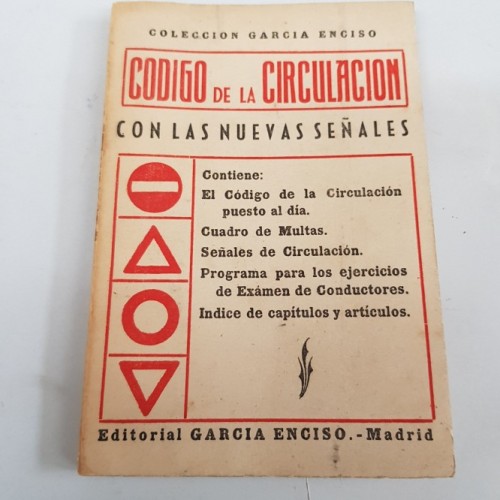 COLECCION GARCIA ENCISO
CODIGO DE LA CIRCULACION
CON LAS NUEVAS SEÑALES
Contiene:
El Código de la Circulación
puesto al día.
Cuadro de Multas.
Señales de Circulación.
Programa para los ejercicios
de Exámen de Conductores.
Indice de capítulos y artículos.
Editorial GARCIA ENCISO.-Madrid